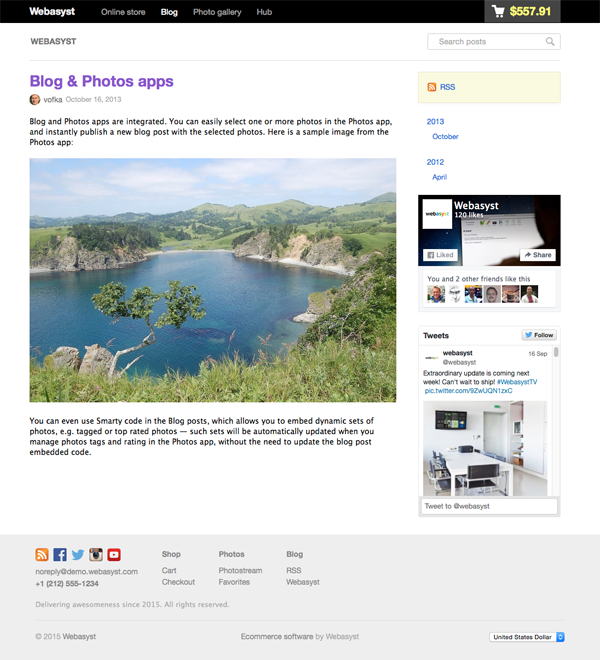 Webasyst Online store Blog Photo gallery Hub $557.91
WEBASYST Search posts
Blog & Photos apps
vofka October 16, 2013
Blog and Photos apps are integrated. You can easily select one or more photos in the Photos app,
and instantly publish a new blog post with the selected photos. Here is a sample image from the
Photos app:
You can even use Smarty code in the Blog posts, which allows you to embed dynamic sets of
photos, e.g. tagged or top rated photos — such sets will be automatically updated when you
manage photos tags and rating in the Photos app, without the need to update the blog post
embedded code.
RSS
2013
October
2012
April
webasyst
Webasyst
120 likes
Liked Share
You and 2 other friends like this
Tweets Follow
webasyst 16 Sep
@webasyst
Extraordinary update is coming next
week! Can't wait to ship! #WebasystTV
pic.twitter.com/9ZwUQN1zxC
Tweet to @webasyst
noreply@demo.webasyst.com
+1 (212) 555-1234
Shop
Cart
Checkout
Photos
Photostream
Favorites
Blog
RSS
Webasyst
Delivering awesomeness since 2015. All rights reserved.
© 2015 Webasyst Ecommerce software by Webasyst United States Dollar